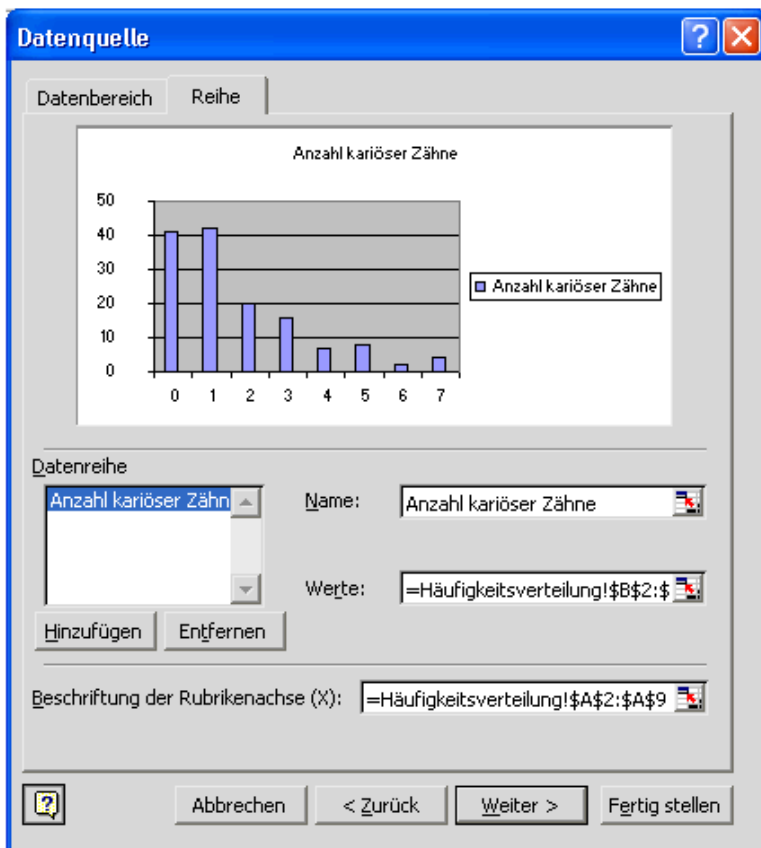 Datenquelle
Datenbereich Reihe
Anzahl kariöser Zähne
50
40
30
20
10
0
0 1 2 3 4 5 6 7
Anzahl kariöser Zähne
Datenreihe
Anzahl kariöser Zähn
Name: Anzahl kariöser Zähne
Werte: =Häufigkeitsverteilung!$B$2:$
Hinzufügen Entfernen
Beschriftung der Rubrikenachse (X): =Häufigkeitsverteilung!$A$2:$A$9
Abbrechen < Zurück Weiter > Fertig stellen